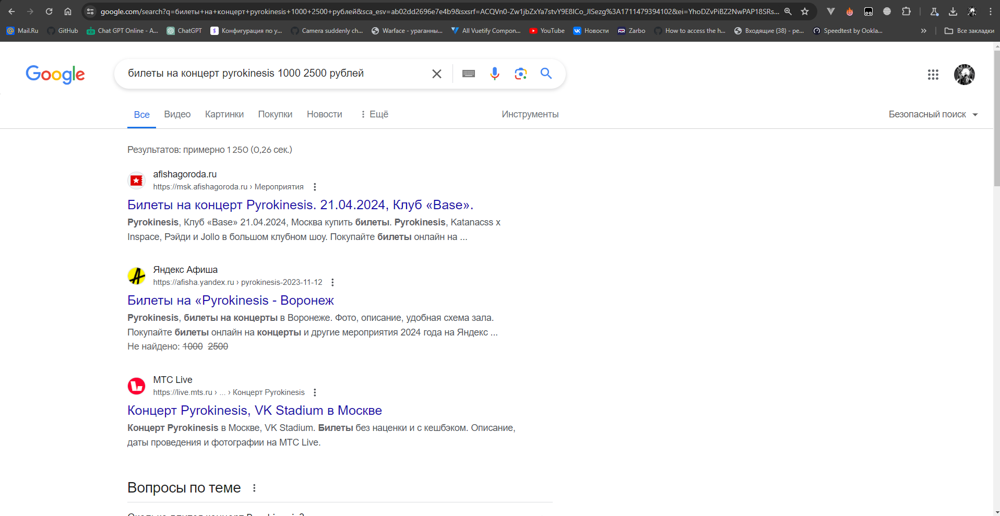 google.com/search?q=билеты+на+концерт+pyrokinesis+1000+2500+рублей&sca_esv=ab02dd2696e7e4b9&sxsrf=ACQVn0-Zw1jbZxYa7stvY9E8ICo_JlSezg%3A1711479394102&ei=YhoDZvPiBZ2NwPAP18SRs...
Mail.Ru GitHub Chat GPT Online - A... ChatGPT Конфигурация по у... Camera suddenly ch... Warface - ураганны... All Vuetify Compon... YouTube Новости Zarbo How to access the h... Входящие (38) - pe... Speedtest by Ookla... Все закладки
Google
билеты на концерт pyrokinesis 1000 2500 рублей
Все Видео Картинки Покупки Новости Ещё Инструменты Безопасный поиск
Результатов: примерно 1 250 (0,26 сек.)
afishagoroda.ru
https://msk.afishagoroda.ru › Мероприятия
Билеты на концерт Pyrokinesis. 21.04.2024, Клуб «Base».
Pyrokinesis, Клуб «Base» 21.04.2024, Москва купить билеты. Pyrokinesis, Katanacss x
Inspace, Рэйди и Jollo в большом клубном шоу. Покупайте билеты онлайн на ...
Яндекс Афиша
https://afisha.yandex.ru › pyrokinesis-2023-11-12
Билеты на «Pyrokinesis - Воронеж
Pyrokinesis, билеты на концерты в Воронеже. Фото, описание, удобная схема зала.
Покупайте билеты онлайн на концерты и другие мероприятия 2024 года на Яндекс ...
Не найдено: 1000 2500
МТС Live
https://live.mts.ru › ... › Концерт Pyrokinesis
Концерт Pyrokinesis, VK Stadium в Москве
Концерт Pyrokinesis в Москве, VK Stadium. Билеты без наценки и с кешбэком. Описание,
даты проведения и фотографии на МТС Live.
Вопросы по теме
Сколько длится концерт Pyrokinesis?